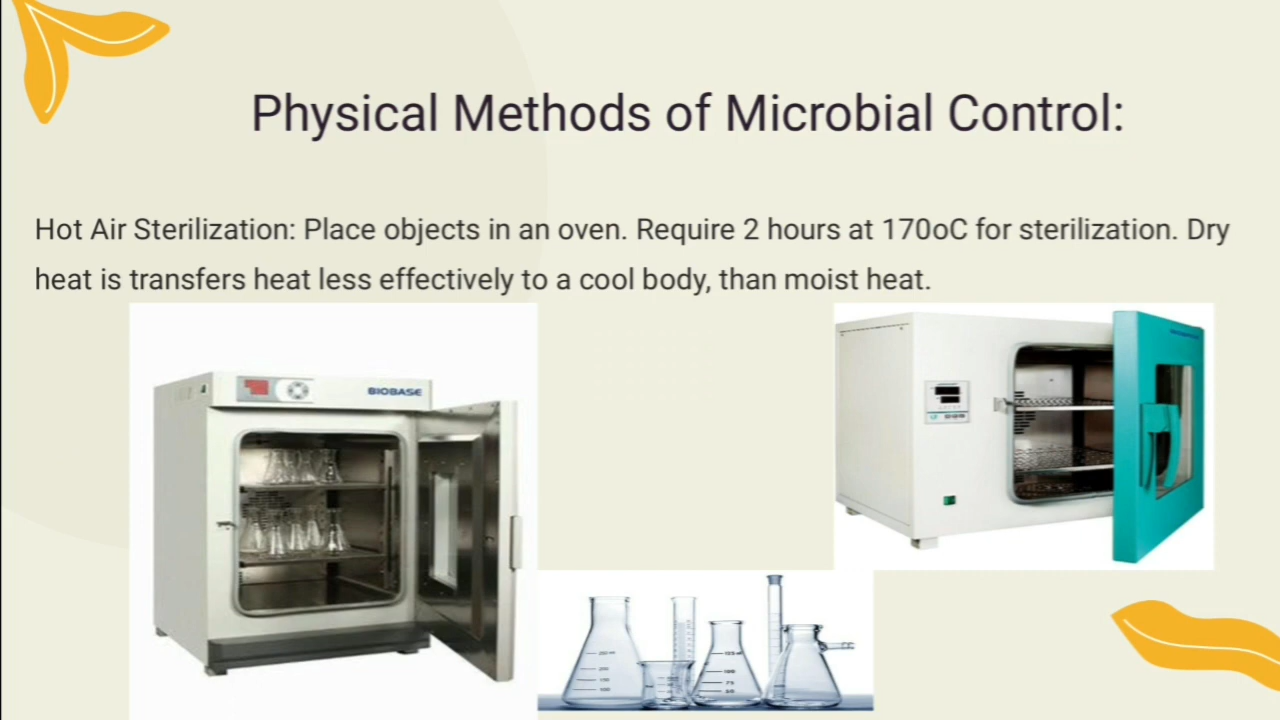 Physical Methods of Microbial Control:
Hot Air Sterilization: Place objects in an oven. Require 2 hours at 170oC for sterilization. Dry
heat is transfers heat less effectively to a cool body, than moist heat.
BIOBASE